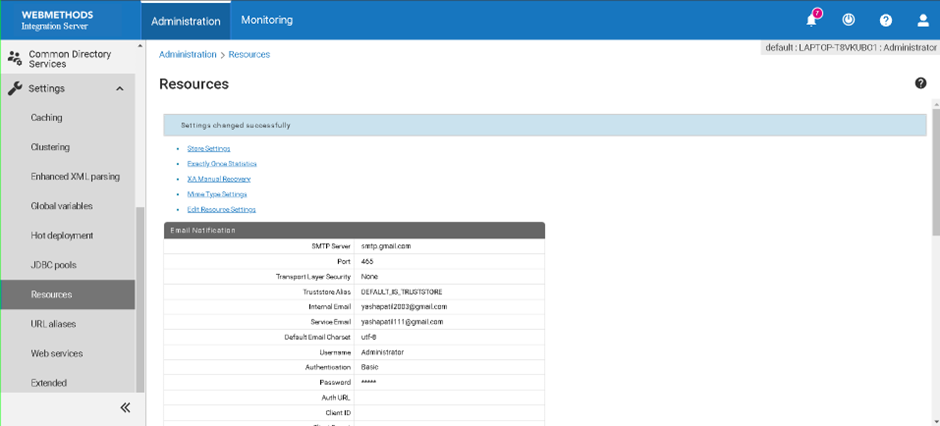 WEBMETHODS
Integration Server
Administration
Monitoring
7
default : LAPTOP-T8VKUBO1 : Administrator
Common Directory
Services
Settings
Caching
Clustering
Enhanced XML parsing
Global variables
Hot deployment
JDBC pools
Resources
URL aliases
Web services
Extended
Administration > Resources
Resources
Settings changed successfully
Store Settings
Exactly Once Statistics
XA Manual Recovery
Mime Type Settings
Edit Resource Settings
Email Notification
SMTP Server smtp.gmail.com
Port 465
Transport Layer Security None
Truststore Alias DEFAULT_IS_TRUSTSTORE
Internal Email yashapatil2003@gmail.com
Service Email yashapatil111@gmail.com
Default Email Charset utf-8
Username Administrator
Authentication Basic
Password *****
Auth URL
Client ID